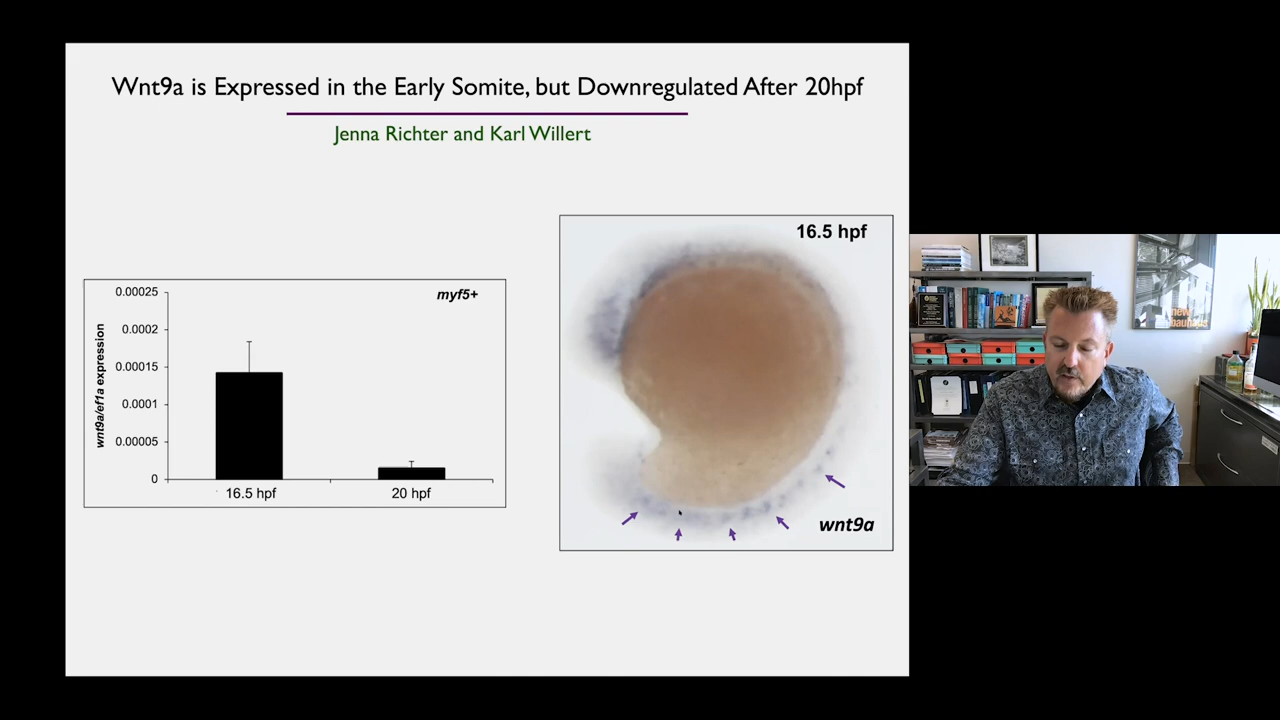 Wnt9a is Expressed in the Early Somite, but Downregulated After 20hpf
Jenna Richter and Karl Willert
myf5+
wnt9a/ef1a expression
0.00025
0.0002
0.00015
0.0001
0.00005
0
16.5 hpf
20 hpf
16.5 hpf
wnt9a
new
bauhaus